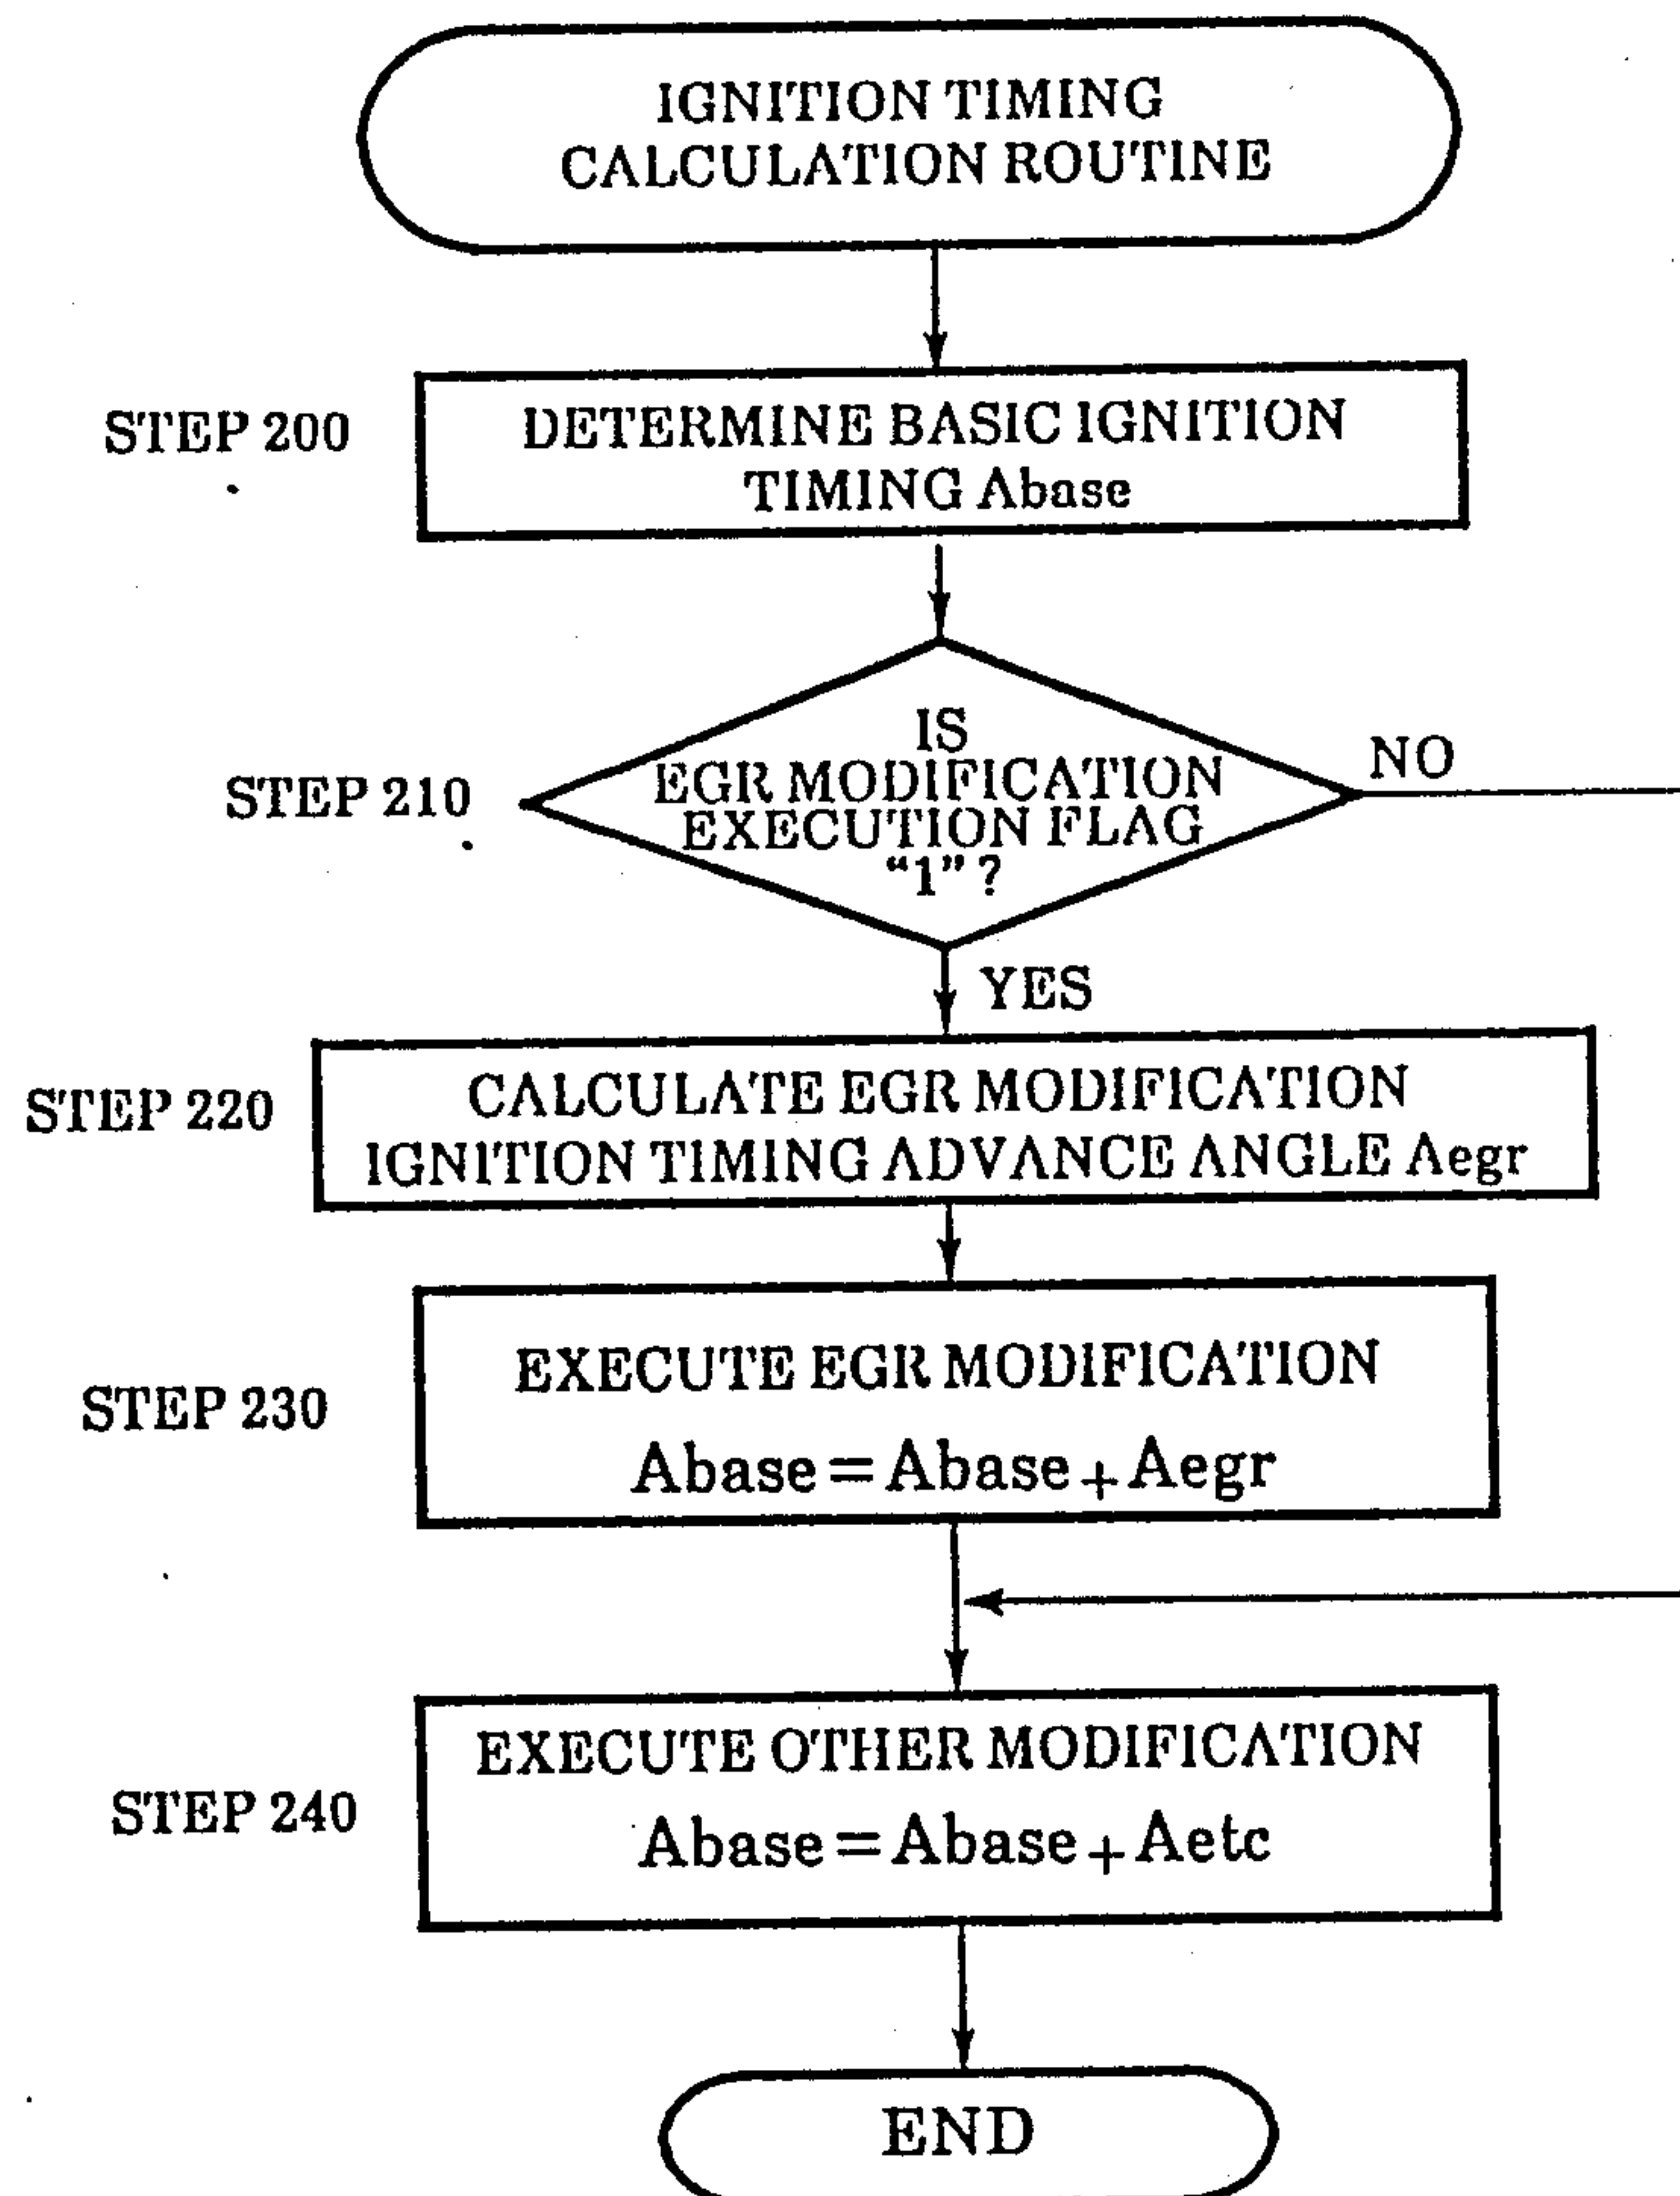 IGNITION TIMING
CALCULATION ROUTINE
STEP 200
DETERMINE BASIC IGNITION
TIMING Abase
STEP 210
IS
EGR MODIFICATION
EXECUTION FLAG
“1”?
NO
YES
STEP 220
CALCULATE EGR MODIFICATION
IGNITION TIMING ADVANCE ANGLE Aegr
STEP 230
EXECUTE EGR MODIFICATION
Abase = Abase + Aegr
STEP 240
EXECUTE OTHER MODIFICATION
Abase = Abase + Aetc
END